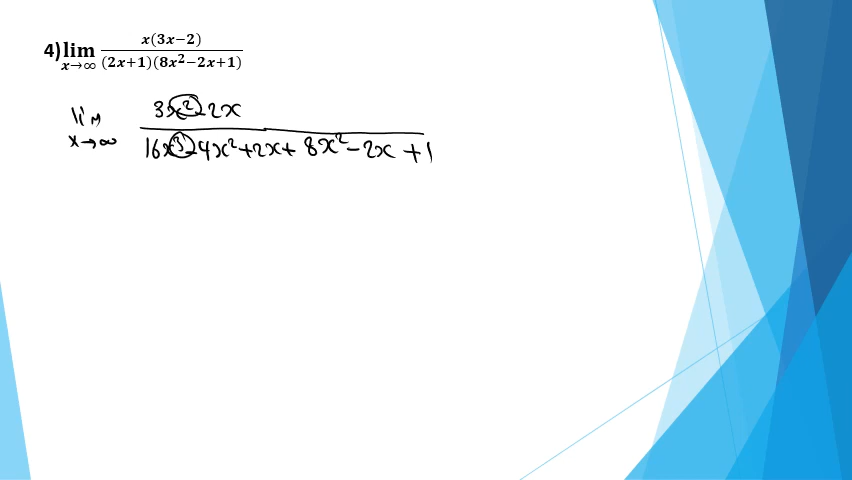 4) lim x→∞ x(3x−2) / (2x+1)(8x²−2x+1)
lim x→∞ 3x² - 2x / 16x³ - 4x² + 2x + 8x² - 2x + 1